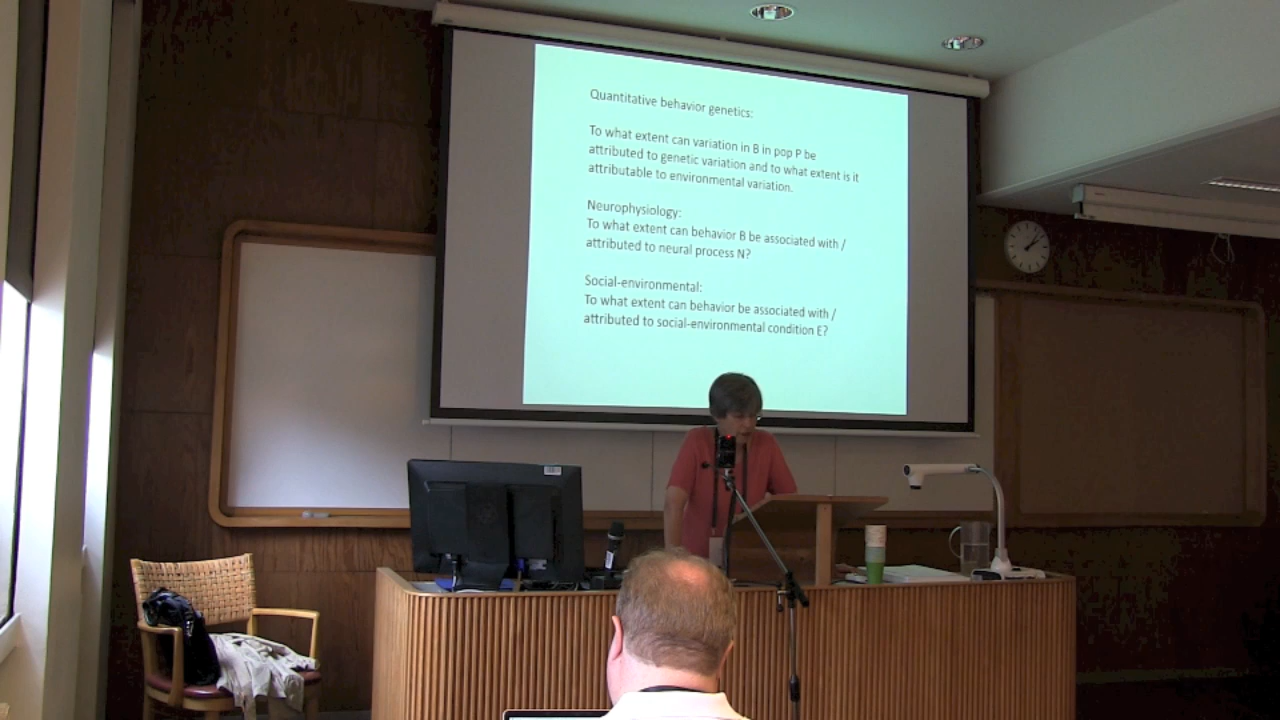 Quantitative behavior genetics:
To what extent can variation in B in pop P be
attributed to genetic variation and to what extent is it
attributable to environmental variation.
Neurophysiology:
To what extent can behavior B be associated with /
attributed to neural process N?
Social-environmental:
To what extent can behavior be associated with /
attributed to social-environmental condition E?